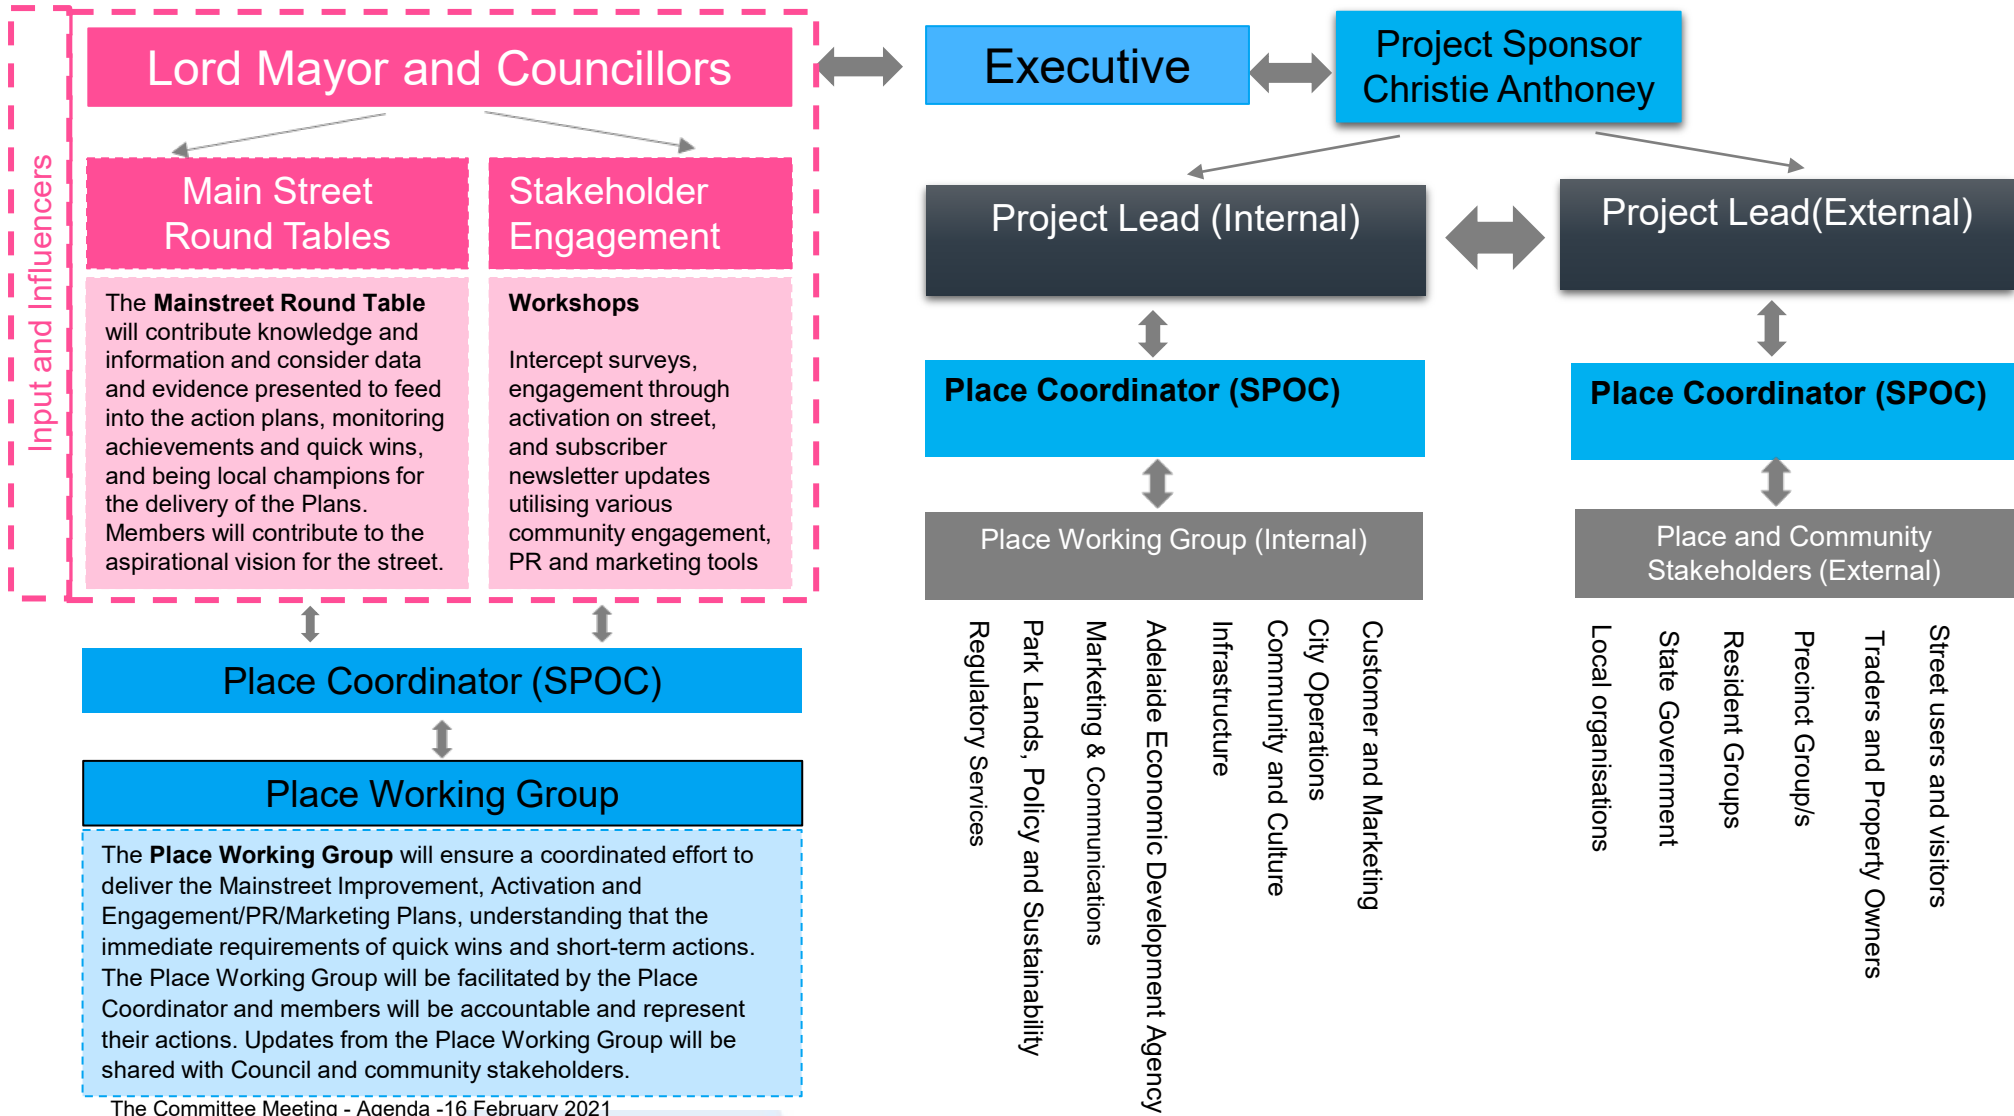 Input and Influencers
Lord Mayor and Councillors
Main Street
Round Tables
The Mainstreet Round Table
will contribute knowledge and
information and consider data
and evidence presented to feed
into the action plans, monitoring
achievements and quick wins,
and being local champions for
the delivery of the Plans.
Members will contribute to the
aspirational vision for the street.
Stakeholder
Engagement
Workshops
Intercept surveys,
engagement through
activation on street,
and subscriber
newsletter updates
utilising various
community engagement,
PR and marketing tools
Place Coordinator (SPOC)
Place Working Group
The Place Working Group will ensure a coordinated effort to
deliver the Mainstreet Improvement, Activation and
Engagement/PR/Marketing Plans, understanding that the
immediate requirements of quick wins and short-term actions.
The Place Working Group will be facilitated by the Place
Coordinator and members will be accountable and represent
their actions. Updates from the Place Working Group will be
shared with Council and community stakeholders.
Executive
Project Sponsor
Christie Anthoney
Project Lead (Internal)
Place Coordinator (SPOC)
Place Working Group (Internal)
Regulatory Services
Park Lands, Policy and Sustainability
Marketing & Communications
Adelaide Economic Development Agency
Infrastructure
Community and Culture
City Operations
Customer and Marketing
Project Lead(External)
Place Coordinator (SPOC)
Place and Community
Stakeholders (External)
Local organisations
State Government
Resident Groups
Precinct Group/s
Traders and Property Owners
Street users and visitors
The Committee Meeting - Agenda -16 February 2021